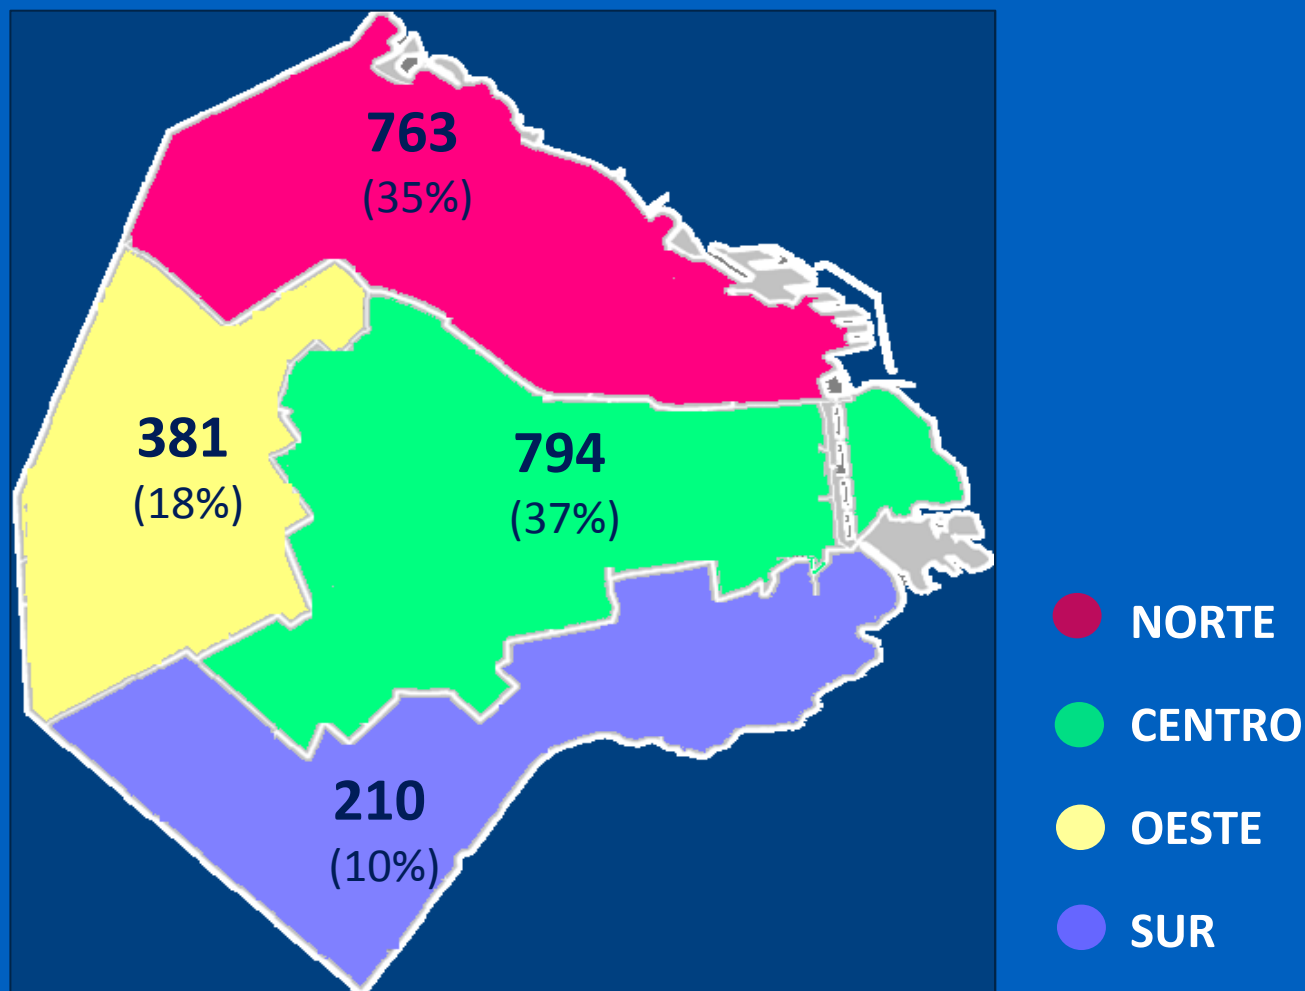 763
(35%)
381
(18%)
794
(37%)
210
(10%)
NORTE
CENTRO
OESTE
SUR